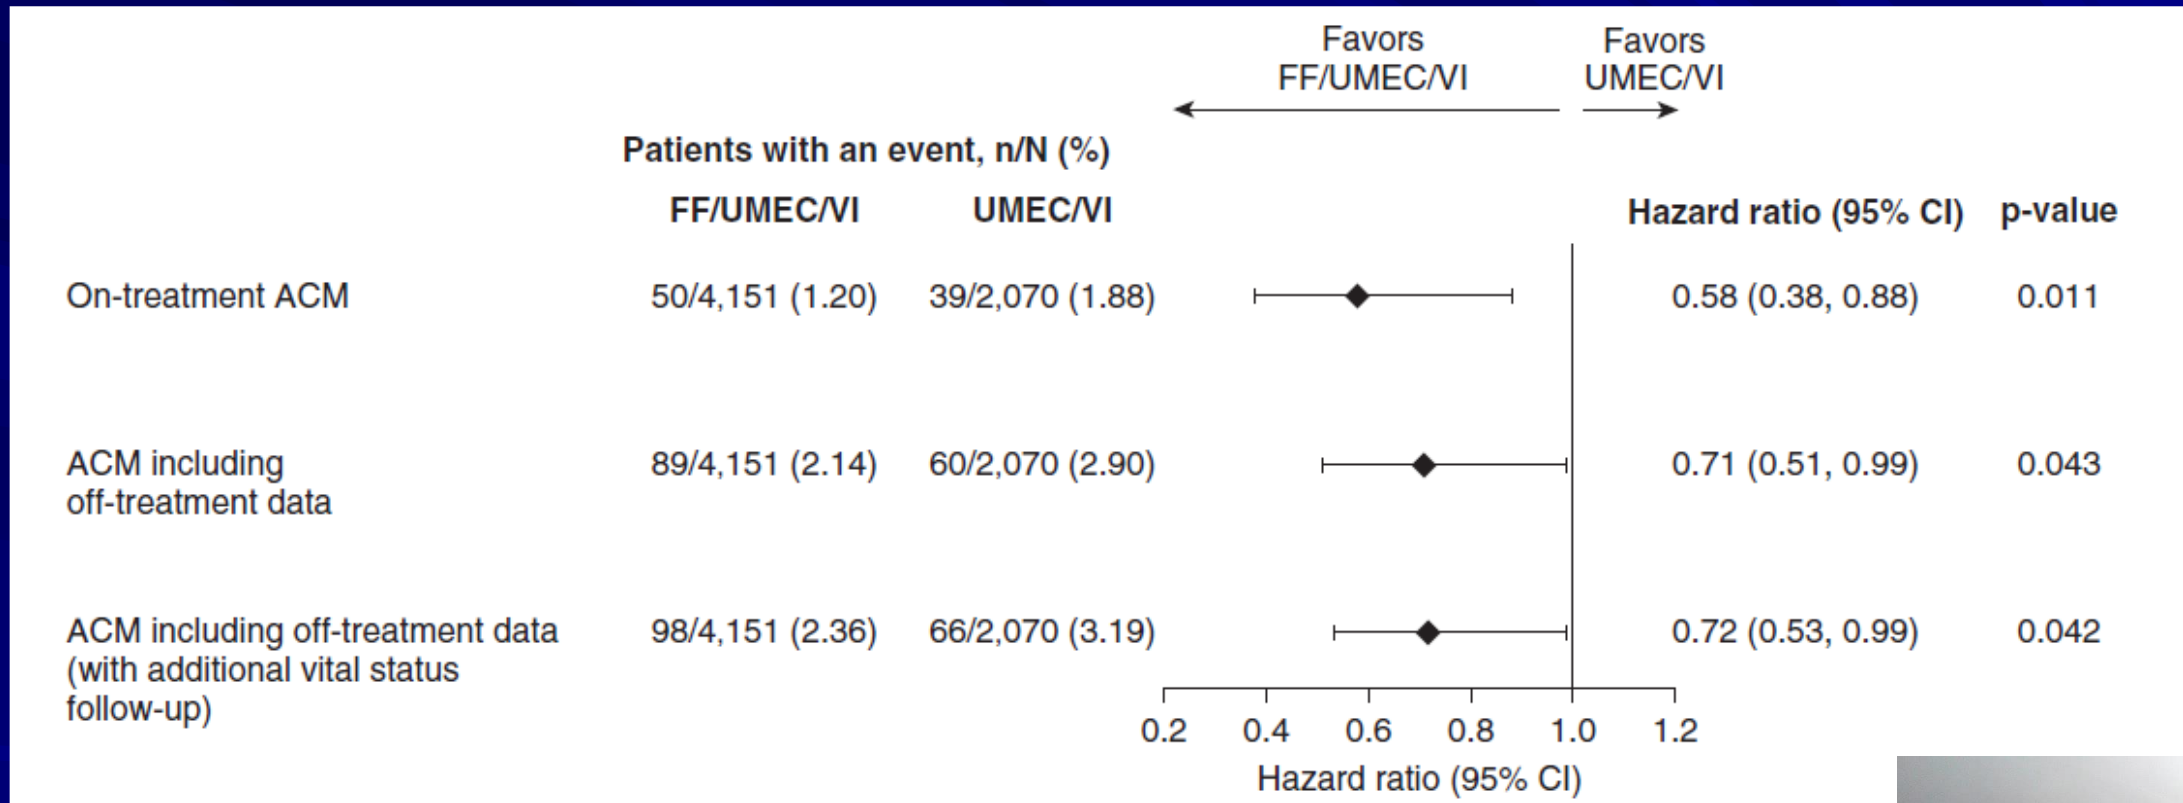 Favors Favors
FF/UMEC/VI UMEC/VI
Patients with an event, n/N (%)
FF/UMEC/VI UMEC/VI Hazard ratio (95% CI) p-value
On-treatment ACM 50/4,151 (1.20) 39/2,070 (1.88) 0.58 (0.38, 0.88) 0.011
ACM including 89/4,151 (2.14) 60/2,070 (2.90) 0.71 (0.51, 0.99) 0.043
off-treatment data
ACM including off-treatment data 98/4,151 (2.36) 66/2,070 (3.19) 0.72 (0.53, 0.99) 0.042
(with additional vital status
follow-up)
0.2 0.4 0.6 0.8 1.0 1.2
Hazard ratio (95% CI)